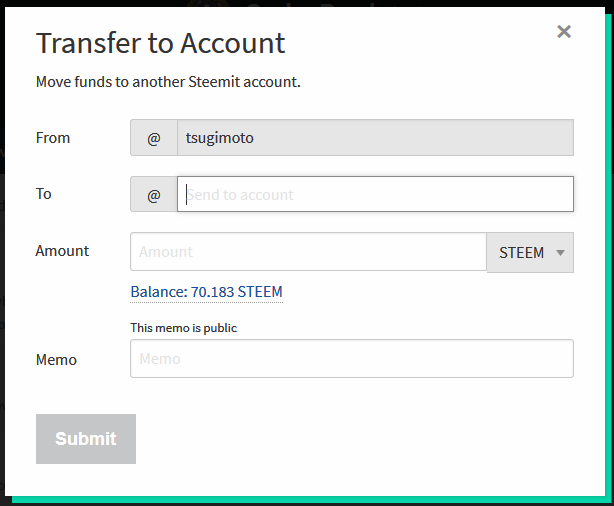 Transfer to Account
×
Move funds to another Steemit account.
From @ tsugimoto
To @ Send to account
Amount Amount STEEM
Balance: 70.183 STEEM
This memo is public
Memo Memo
Submit